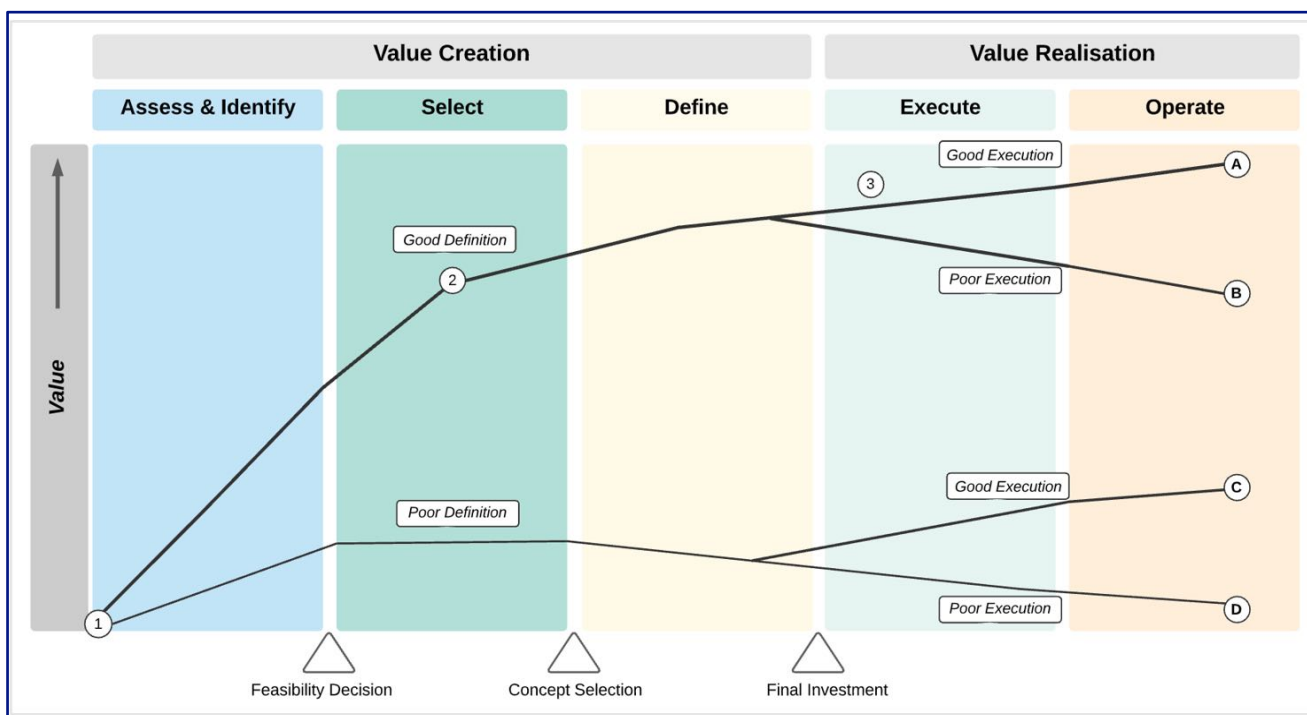 Value Creation
Value Realisation
Assess & Identify
Select
Define
Execute
Operate
Value
Good Execution
A
3
Good Definition
2
Poor Execution
B
Good Execution
C
Poor Definition
1
Poor Execution
D
Feasibility Decision
Concept Selection
Final Investment